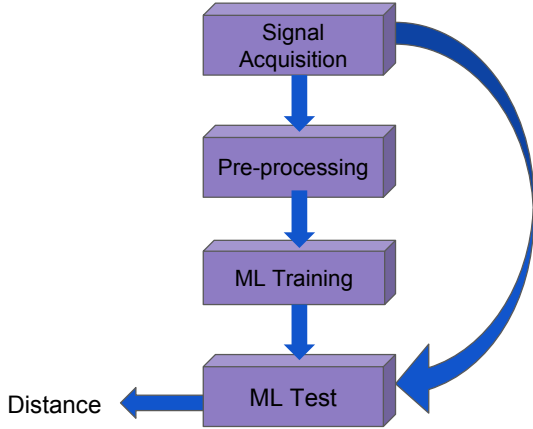 Signal
Acquisition
Pre-processing
ML Training
ML Test
Distance